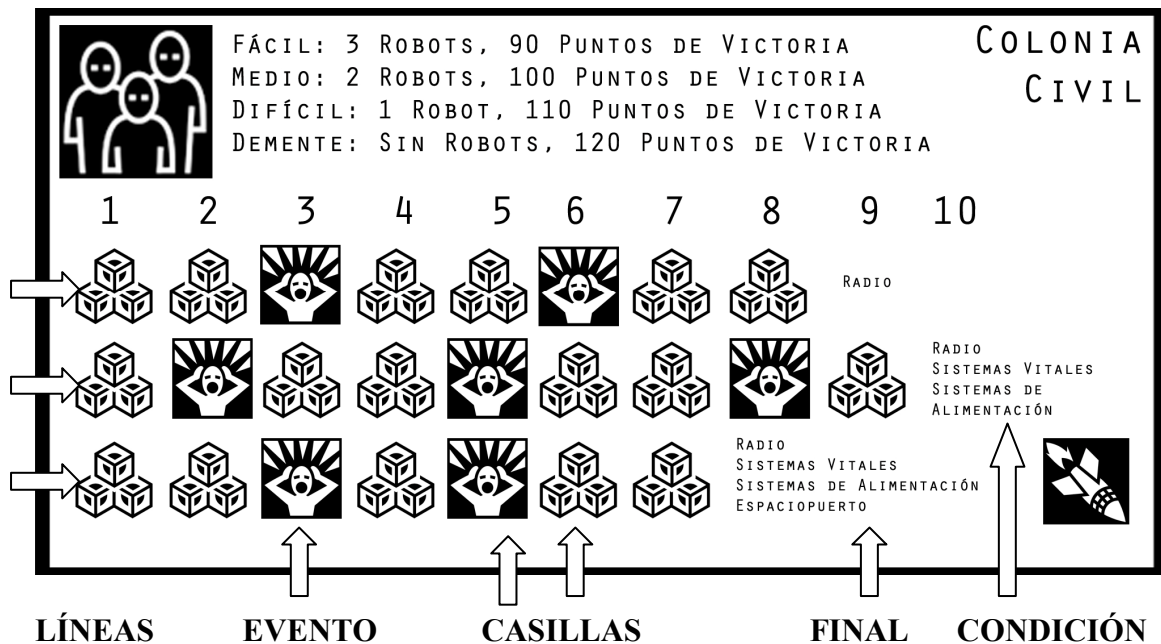 Fácil: 3 Robots, 90 Puntos de Victoria
Medio: 2 Robots, 100 Puntos de Victoria
Difícil: 1 Robot, 110 Puntos de Victoria
Demente: Sin Robots, 120 Puntos de Victoria
Colonia
Civil
1 2 3 4 5 6 7 8 9 10
Radio
Radio
Sistemas Vitales
Sistemas de
Alimentación
Radio
Sistemas Vitales
Sistemas de Alimentación
Espaciopuerto
LÍNEAS EVENTO CASILLAS FINAL CONDICIÓN